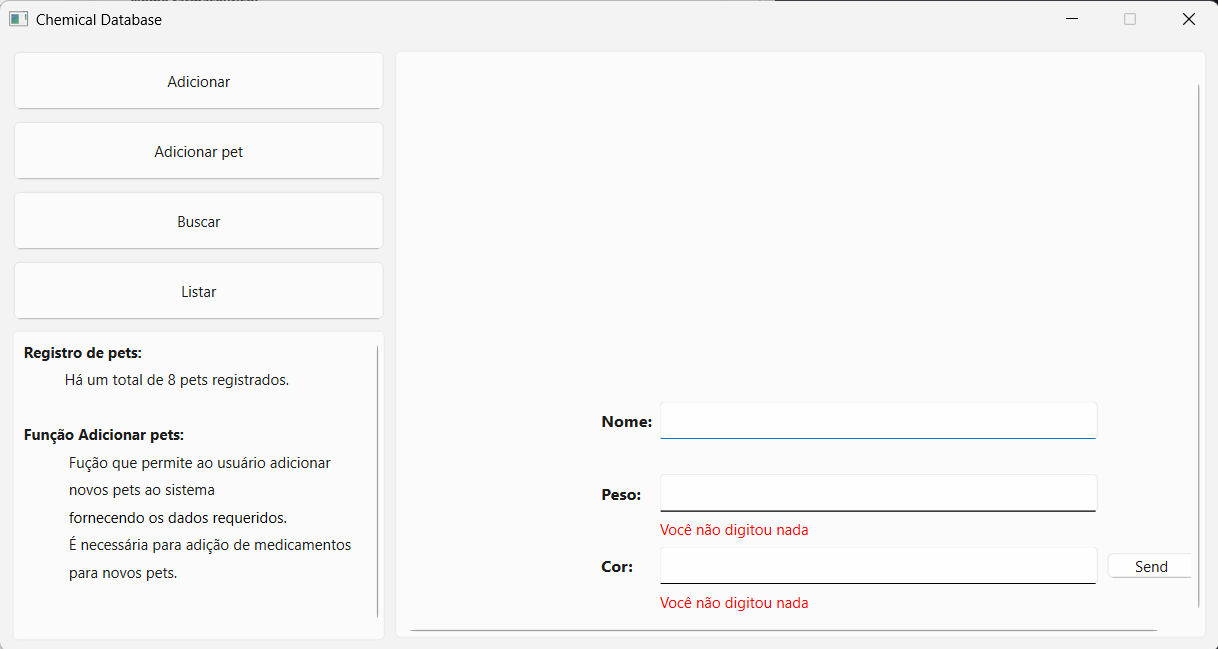 Chemical Database
Adicionar
Adicionar pet
Buscar
Listar
Registro de pets:
Há um total de 8 pets registrados.
Função Adicionar pets:
Fução que permite ao usuário adicionar
novos pets ao sistema
fornecendo os dados requeridos.
É necessária para adição de medicamentos
para novos pets.
Nome:
Peso:
Você não digitou nada
Cor:
Send
Você não digitou nada